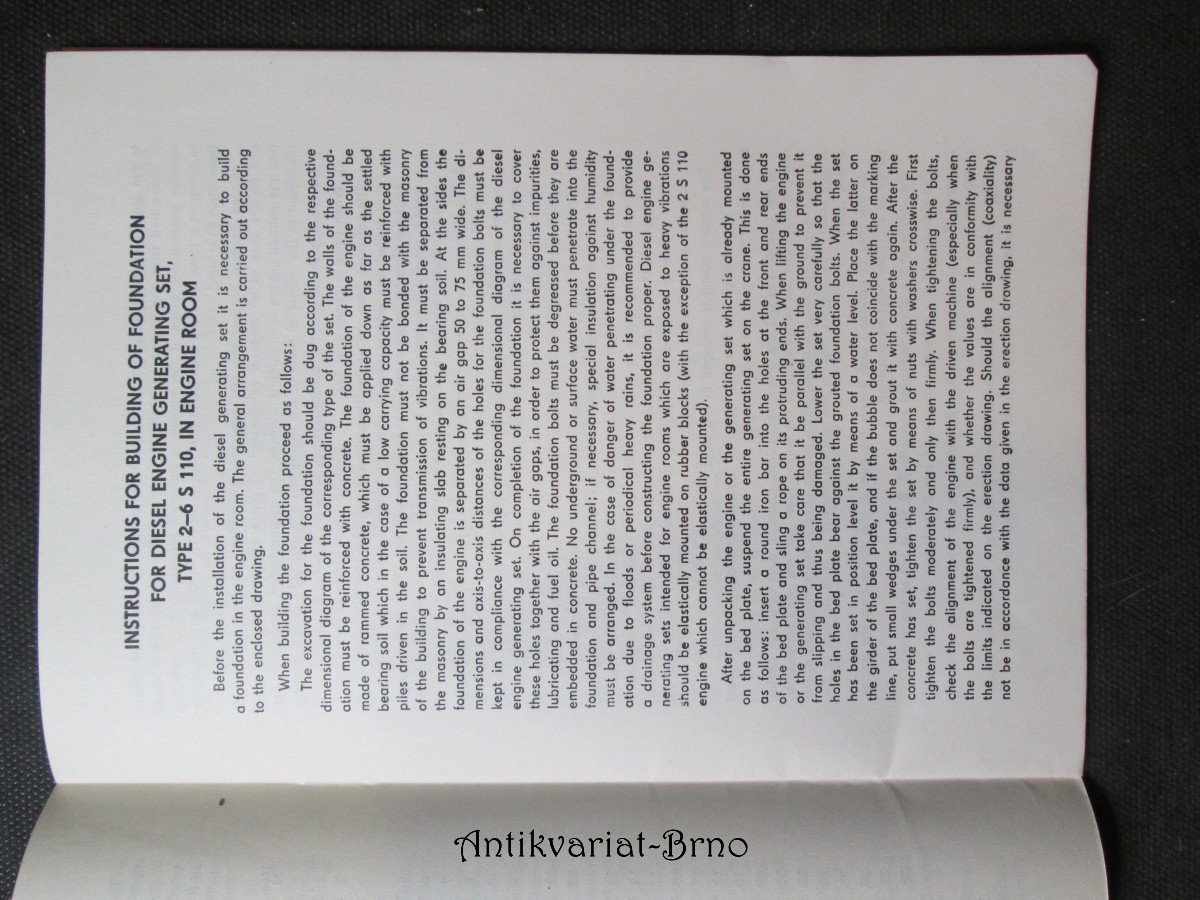 INSTRUCTIONS FOR BUILDING OF FOUNDATION
FOR DIESEL ENGINE GENERATING SET,
TYPE 2–6 S 110, IN ENGINE ROOM
Before the installation of the diesel generating set it is necessary to build
a foundation in the engine room. The general arrangement is carried out according
to the enclosed drawing.
When building the foundation proceed as follows:
The excavation for the foundation should be dug according to the respective
dimensional diagram of the corresponding type of the set. The walls of the found-
ation must be reinforced with concrete. The foundation of the engine should be
made of rammed concrete, which must be applied down as far as the settled
bearing soil which in the case of a low carrying capacity must be reinforced with
piles driven in the soil. The foundation must not be bonded with the masonry
of the building to prevent transmission of vibrations. It must be separated from
the masonry by an insulating slab resting on the bearing soil. At the sides the
foundation of the engine is separated by an air gap 50 to 75 mm wide. The di-
mensions and axis-to-axis distances of the holes for the foundation bolts must be
kept in compliance with the corresponding dimensional diagram of the diesel
engine generating set. On completion of the foundation it is necessary to cover
these holes together with the air gaps, in order to protect them against impurities,
lubricating and fuel oil. The foundation bolts must be degreased before they are
embedded in concrete. No underground or surface water must penetrate into the
foundation and pipe channel; if necessary, special insulation against humidity
must be arranged. In the case of danger of water penetrating under the found-
ation due to floods or periodical heavy rains, it is recommended to provide
a drainage system before constructing the foundation proper. Diesel engine ge-
nerating sets intended for engine rooms which are exposed to heavy vibrations
should be elastically mounted on rubber blocks (with the exception of the 2 S 110
engine which cannot be elastically mounted).
After unpacking the engine or the generating set which is already mounted
on the bed plate, suspend the entire generating set on the crane. This is done
as follows: insert a round iron bar into the holes at the front and rear ends
of the bed plate and sling a rope on its protruding ends. When lifting the engine
or the generating set take care that it be parallel with the ground to prevent it
from slipping and thus being damaged. Lower the set very carefully so that the
holes in the bed plate bear against the grouted foundation bolts. When the set
has been set in position level it by means of a water level. Place the latter on
the girder of the bed plate, and if the bubble does not coincide with the marking
line, put small wedges under the set and grout it with concrete again. After the
concrete has set, tighten the set by means of nuts with washers crosswise. First
tighten the bolts moderately and only then firmly. When tightening the bolts,
check the alignment of the engine with the driven machine (especially when
the bolts are tightened firmly), and whether the values are in conformity with
the limits indicated on the erection drawing. Should the alignment (coaxiality)
not be in accordance with the data given in the erection drawing, it is necessary
Antikvariat-Brno